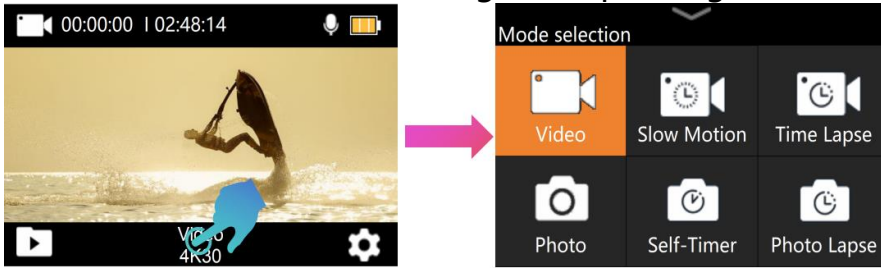 00:00:00 I 02:48:14
Video
4K30
Mode selection
Video
Slow Motion
Time Lapse
Photo
Self-Timer
Photo Lapse